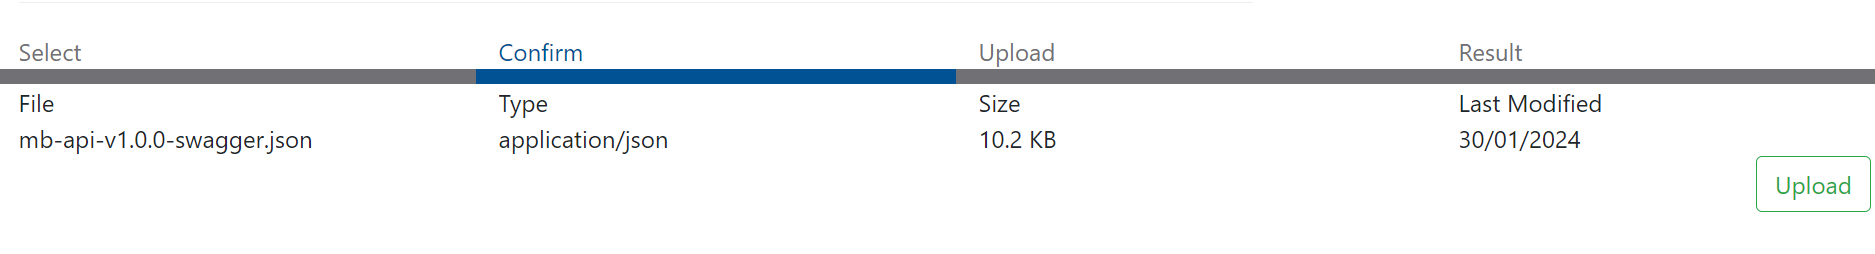 Select Confirm Upload Result
File Type Size Last Modified
mb-api-v1.0.0-swagger.json application/json 10.2 KB 30/01/2024
Upload